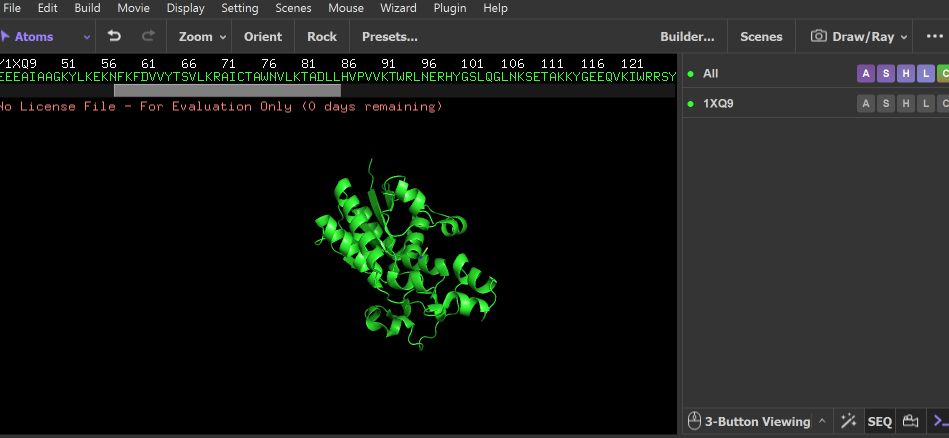 File Edit Build Movie Display Setting Scenes Mouse Wizard Plugin Help
Atoms Zoom Orient Rock Presets... Builder... Scenes Draw/Ray
/1XQ9 51 56 61 66 71 76 81 86 91 96 101 106 111 116 121
EEEAIAAGKYLKEKNFKFDVVYTSVLKRAICTAWNVLKTADLLHVPVVKTWRLNERHYGSLQGLNKSETAKKYGEEQVKIWRRSY
No License File - For Evaluation Only (0 days remaining)
All A S H L C
1XQ9 A S H L C
3-Button Viewing SEQ